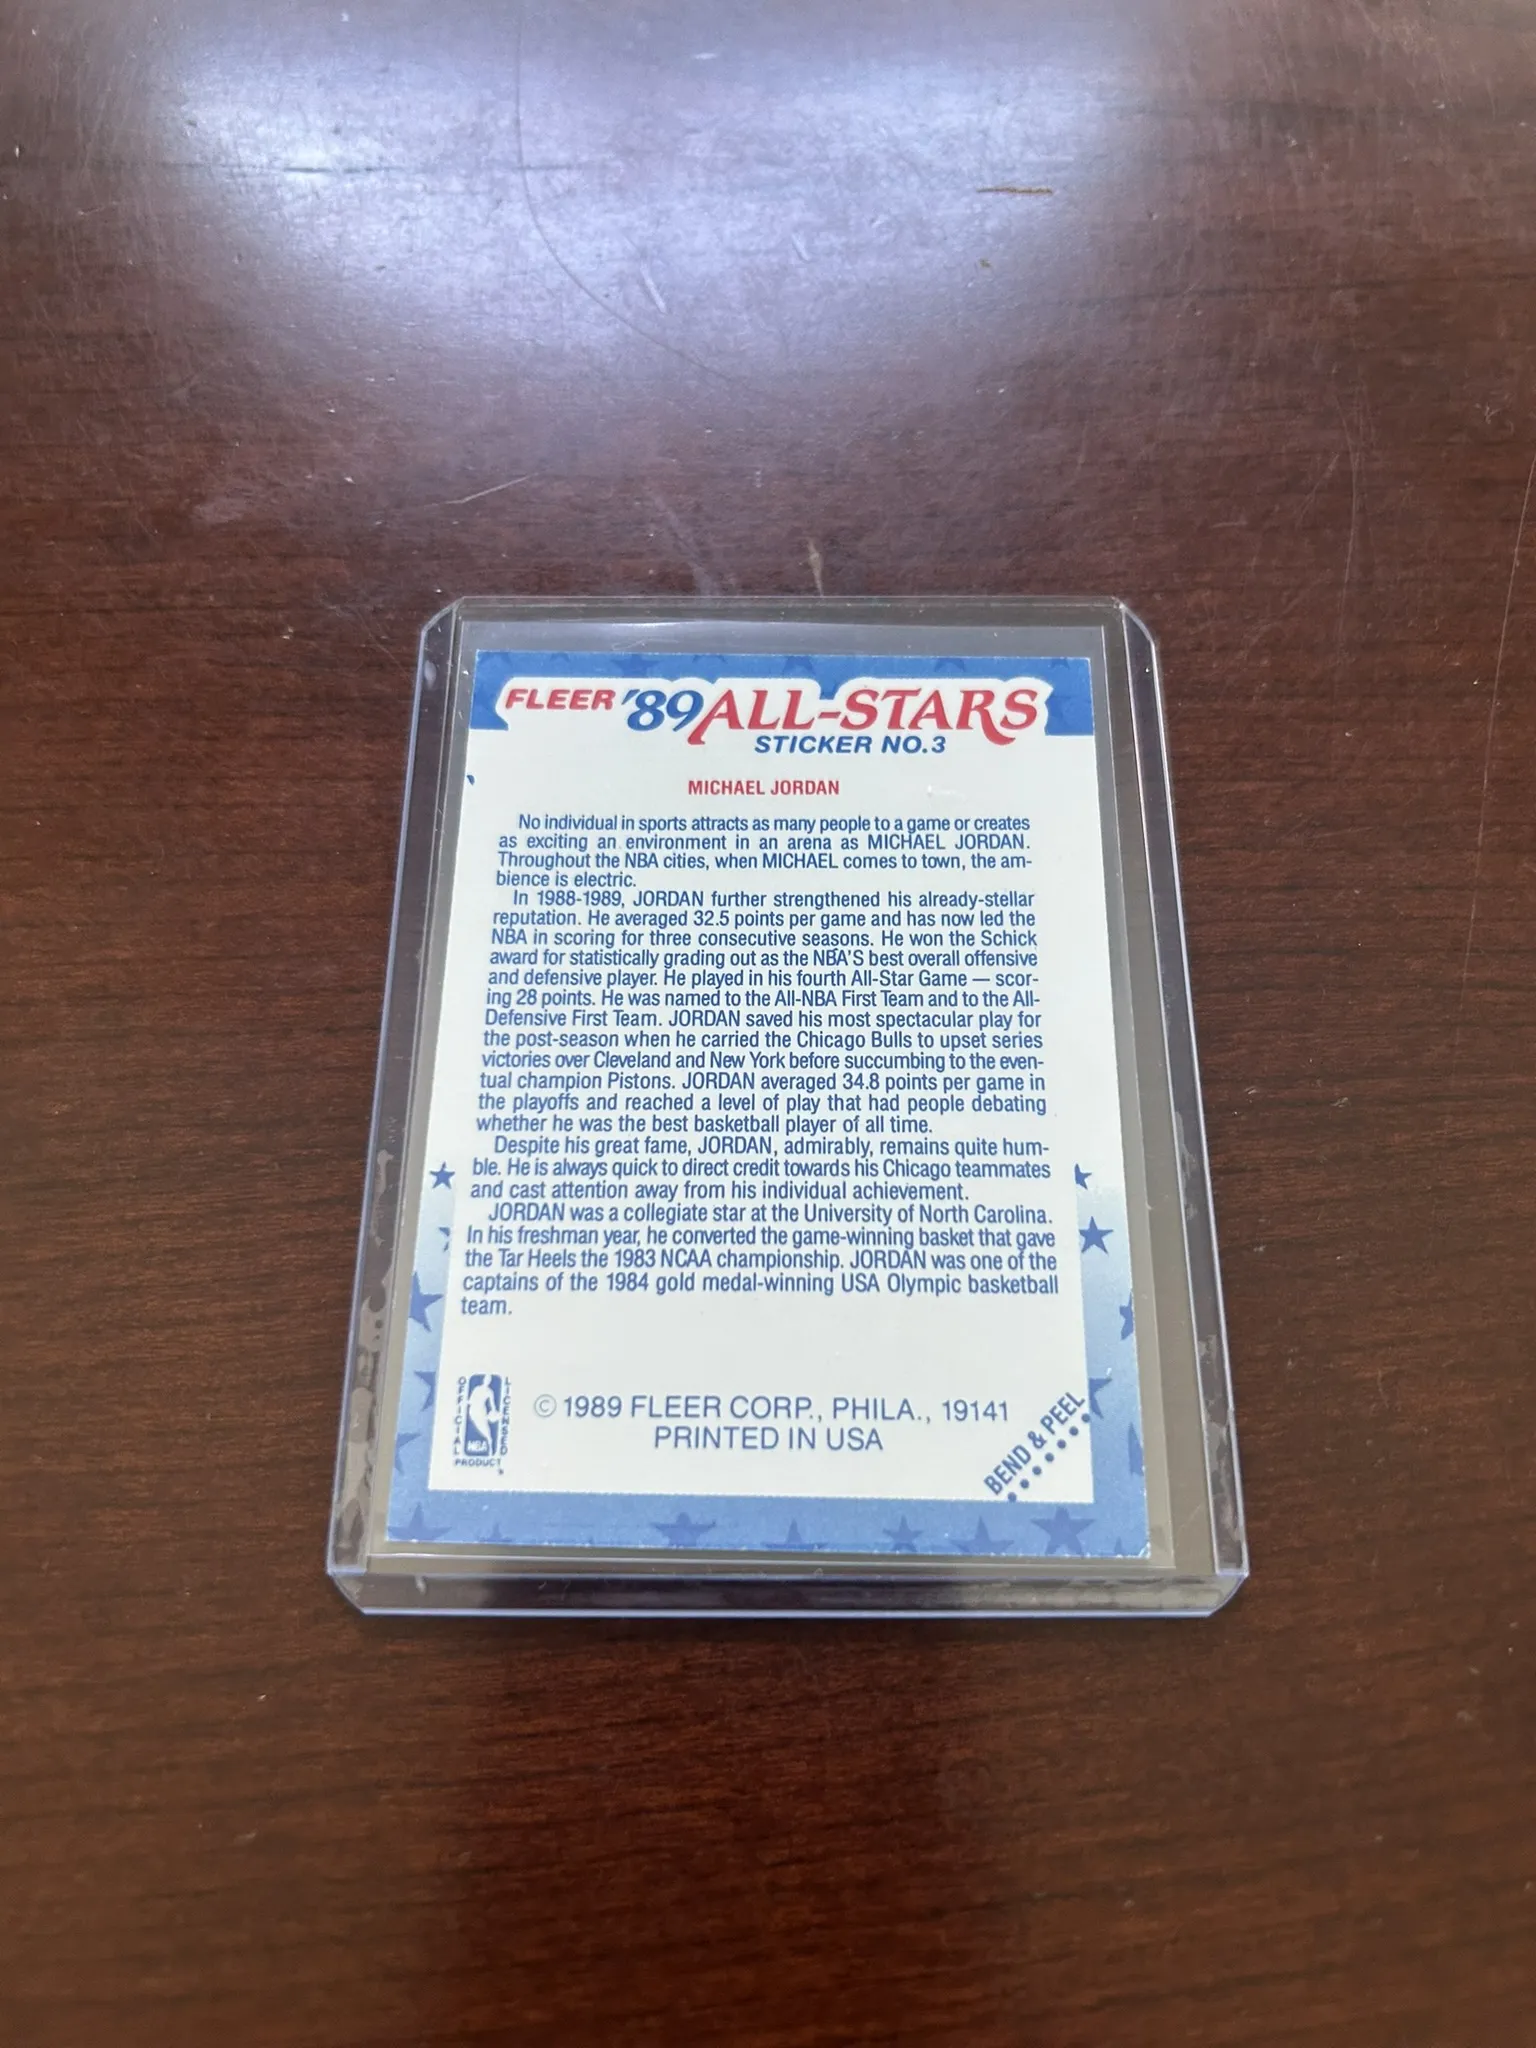 FLEER '89 ALL-STARS
STICKER NO.3
MICHAEL JORDAN
No individual in sports attracts as many people to a game or creates
as exciting an environment in an arena as MICHAEL JORDAN.
Throughout the NBA cities, when MICHAEL comes to town, the am-
bience is electric.
In 1988-1989, JORDAN further strengthened his already-stellar
reputation. He averaged 32.5 points per game and has now led the
NBA in scoring for three consecutive seasons. He won the Schick
award for statistically grading out as the NBA'S best overall offensive
and defensive player. He played in his fourth All-Star Game — scor-
ing 28 points. He was named to the All-NBA First Team and to the All-
Defensive First Team. JORDAN saved his most spectacular play for
the post-season when he carried the Chicago Bulls to upset series
victories over Cleveland and New York before succumbing to the even-
tual champion Pistons. JORDAN averaged 34.8 points per game in
the playoffs and reached a level of play that had people debating
whether he was the best basketball player of all time.
Despite his great fame, JORDAN, admirably, remains quite hum-
ble. He is always quick to direct credit towards his Chicago teammates
and cast attention away from his individual achievement.
JORDAN was a collegiate star at the University of North Carolina.
In his freshman year, he converted the game-winning basket that gave
the Tar Heels the 1983 NCAA championship. JORDAN was one of the
captains of the 1984 gold medal-winning USA Olympic basketball
team.
OFFICIAL
LICENSED
NBA
PRODUCT
© 1989 FLEER CORP., PHILA., 19141
PRINTED IN USA
BEND & PEEL